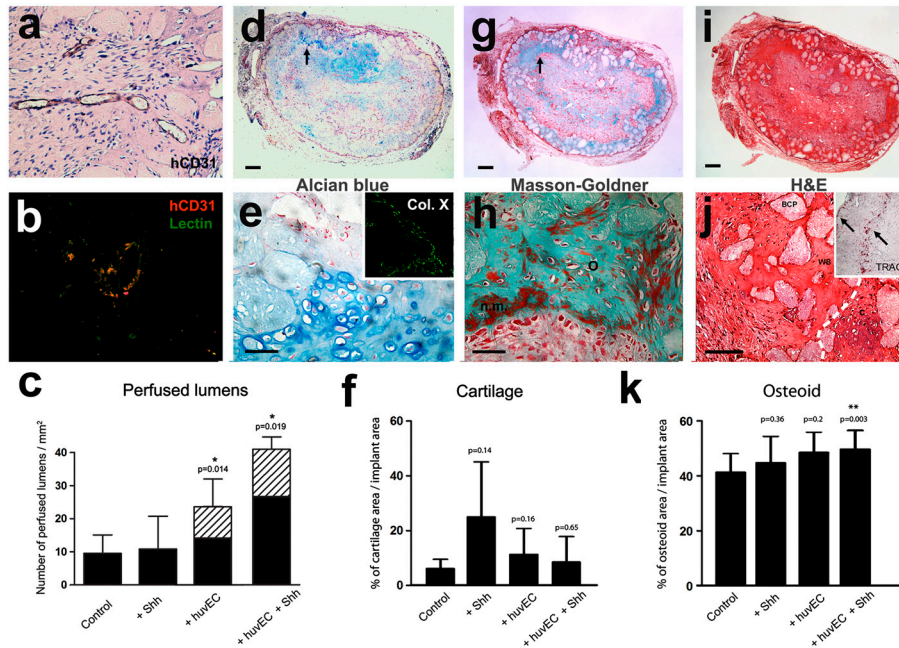 a
hCD31
d
g
i
Alcian blue
Masson-Goldner
H&E
b
hCD31
Lectin
e
Col. X
h
O
n.m.
j
BCP
WB
c
TRAC
c
Perfused lumens
Number of perfused lumens / mm²
40
30
20
10
0
*
p=0.014
*
p=0.019
Control
+ Shh
+ huvEC
+ huvEC + Shh
f
Cartilage
% of cartilage area / implant area
60
40
20
0
p=0.14
p=0.16
p=0.65
Control
+ Shh
+ huvEC
+ huvEC + Shh
k
Osteoid
% of osteoid area / implant area
60
40
20
0
p=0.36
p=0.2
**
p=0.003
Control
+ Shh
+ huvEC
+ huvEC + Shh